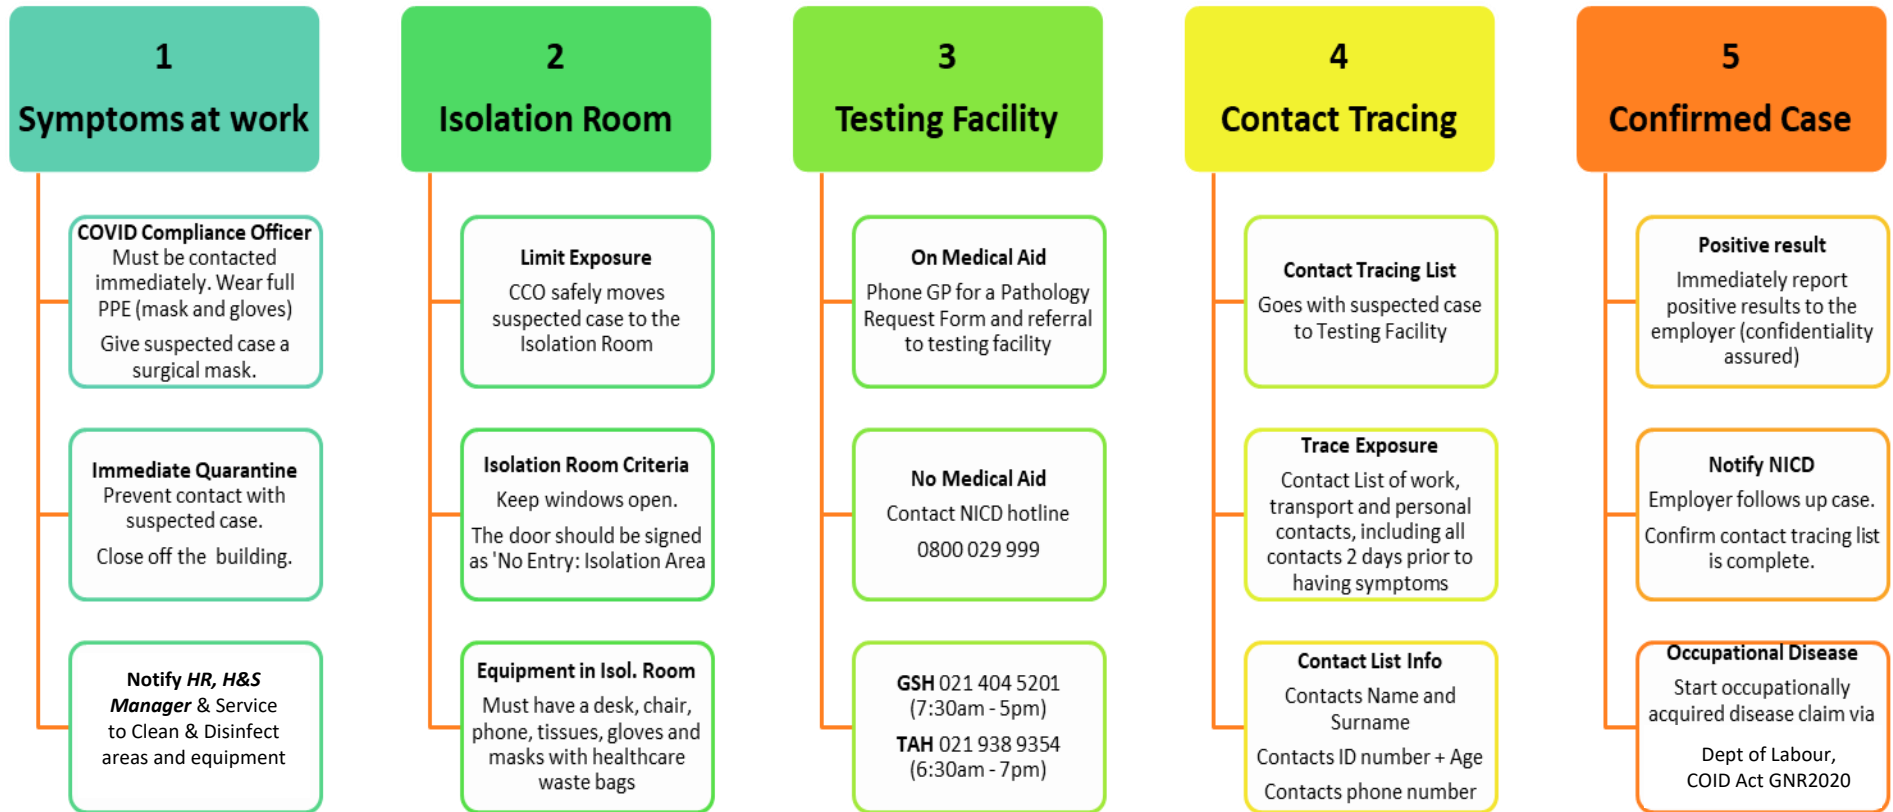 1
Symptoms at work
COVID Compliance Officer
Must be contacted
immediately. Wear full
PPE (mask and gloves)
Give suspected case a
surgical mask.
Immediate Quarantine
Prevent contact with
suspected case.
Close off the building.
Notify HR, H&S
Manager & Service
to Clean & Disinfect
areas and equipment
2
Isolation Room
Limit Exposure
CCO safely moves
suspected case to the
Isolation Room
Isolation Room Criteria
Keep windows open.
The door should be signed
as 'No Entry: Isolation Area
Equipment in Isol. Room
Must have a desk, chair,
phone, tissues, gloves and
masks with healthcare
waste bags
3
Testing Facility
On Medical Aid
Phone GP for a Pathology
Request Form and referral
to testing facility
No Medical Aid
Contact NICD hotline
0800 029 999
GSH 021 404 5201
(7:30am - 5pm)
TAH 021 938 9354
(6:30am - 7pm)
4
Contact Tracing
Contact Tracing List
Goes with suspected case
to Testing Facility
Trace Exposure
Contact List of work,
transport and personal
contacts, including all
contacts 2 days prior to
having symptoms
Contact List Info
Contacts Name and
Surname
Contacts ID number + Age
Contacts phone number
5
Confirmed Case
Positive result
Immediately report
positive results to the
employer (confidentiality
assured)
Notify NICD
Employer follows up case.
Confirm contact tracing list
is complete.
Occupational Disease
Start occupationally
acquired disease claim via
Dept of Labour,
COID Act GNR2020